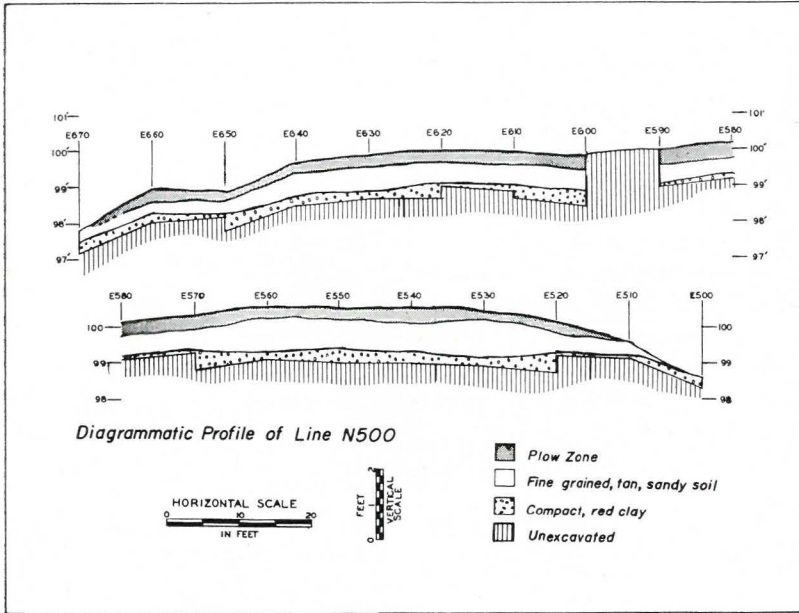 101' 101'
E670 E660 E650 E640 E630 E620 E610 E600 E590 E580
100' 100'
99' 99'
98' 98'
97' 97'
E580 E570 E560 E550 E540 E530 E520 E510 E500
100 100
99 99
98 98
Diagrammatic Profile of Line N500
Plow Zone
Fine grained, tan, sandy soil
Compact, red clay
Unexcavated
HORIZONTAL SCALE
0 10 20
IN FEET
2
1
0
FEET
VERTICAL
SCALE